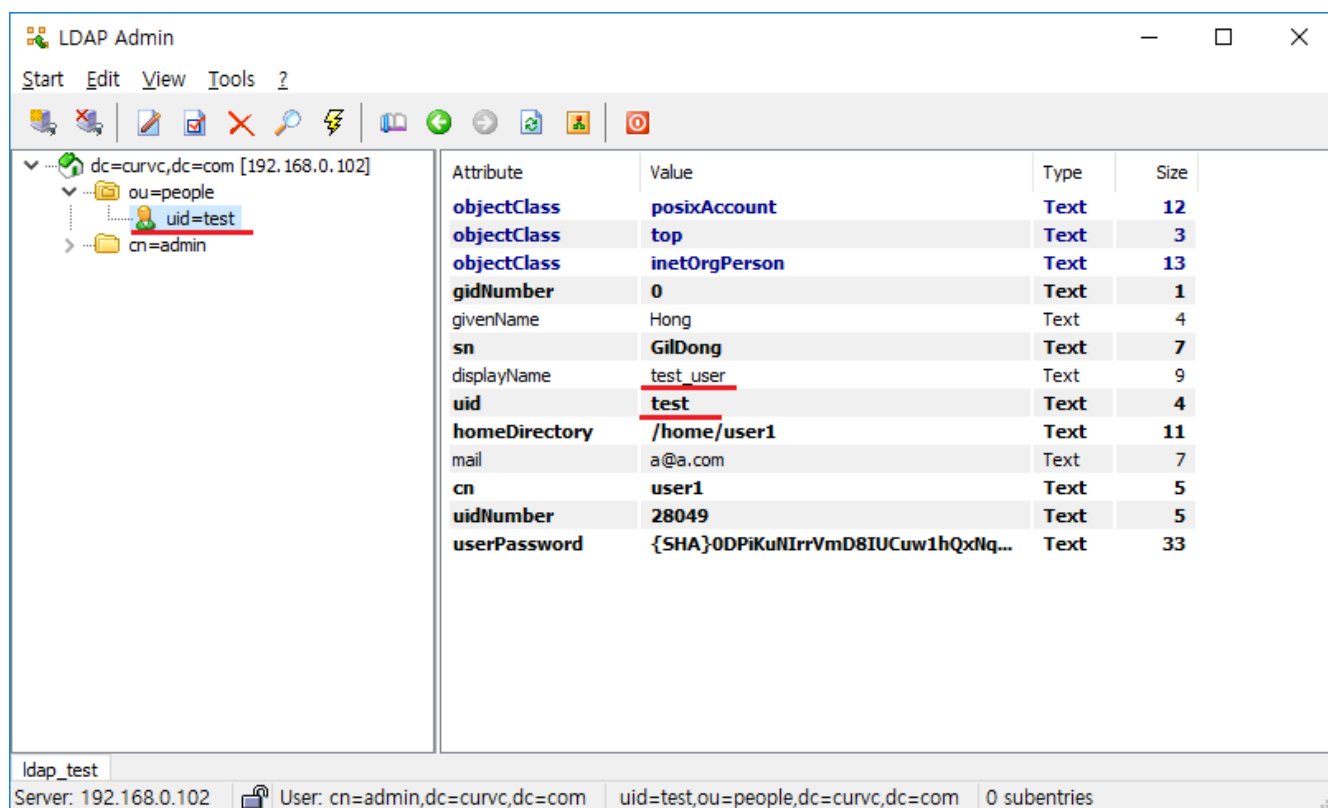 LDAP Admin
Start Edit View Tools ?
dc=curvc,dc=com [192.168.0.102]
ou=people
uid=test
cn=admin
Attribute Value Type Size
objectClass posixAccount Text 12
objectClass top Text 3
objectClass inetOrgPerson Text 13
gidNumber 0 Text 1
givenName Hong Text 4
sn GilDong Text 7
displayName test_user Text 9
uid test Text 4
homeDirectory /home/user1 Text 11
mail a@a.com Text 7
cn user1 Text 5
uidNumber 28049 Text 5
userPassword {SHA}0DPiKuNIrrVmD8IUCuw1hQxNq... Text 33
ldap_test
Server: 192.168.0.102 User: cn=admin,dc=curvc,dc=com uid=test,ou=people,dc=curvc,dc=com 0 subentries